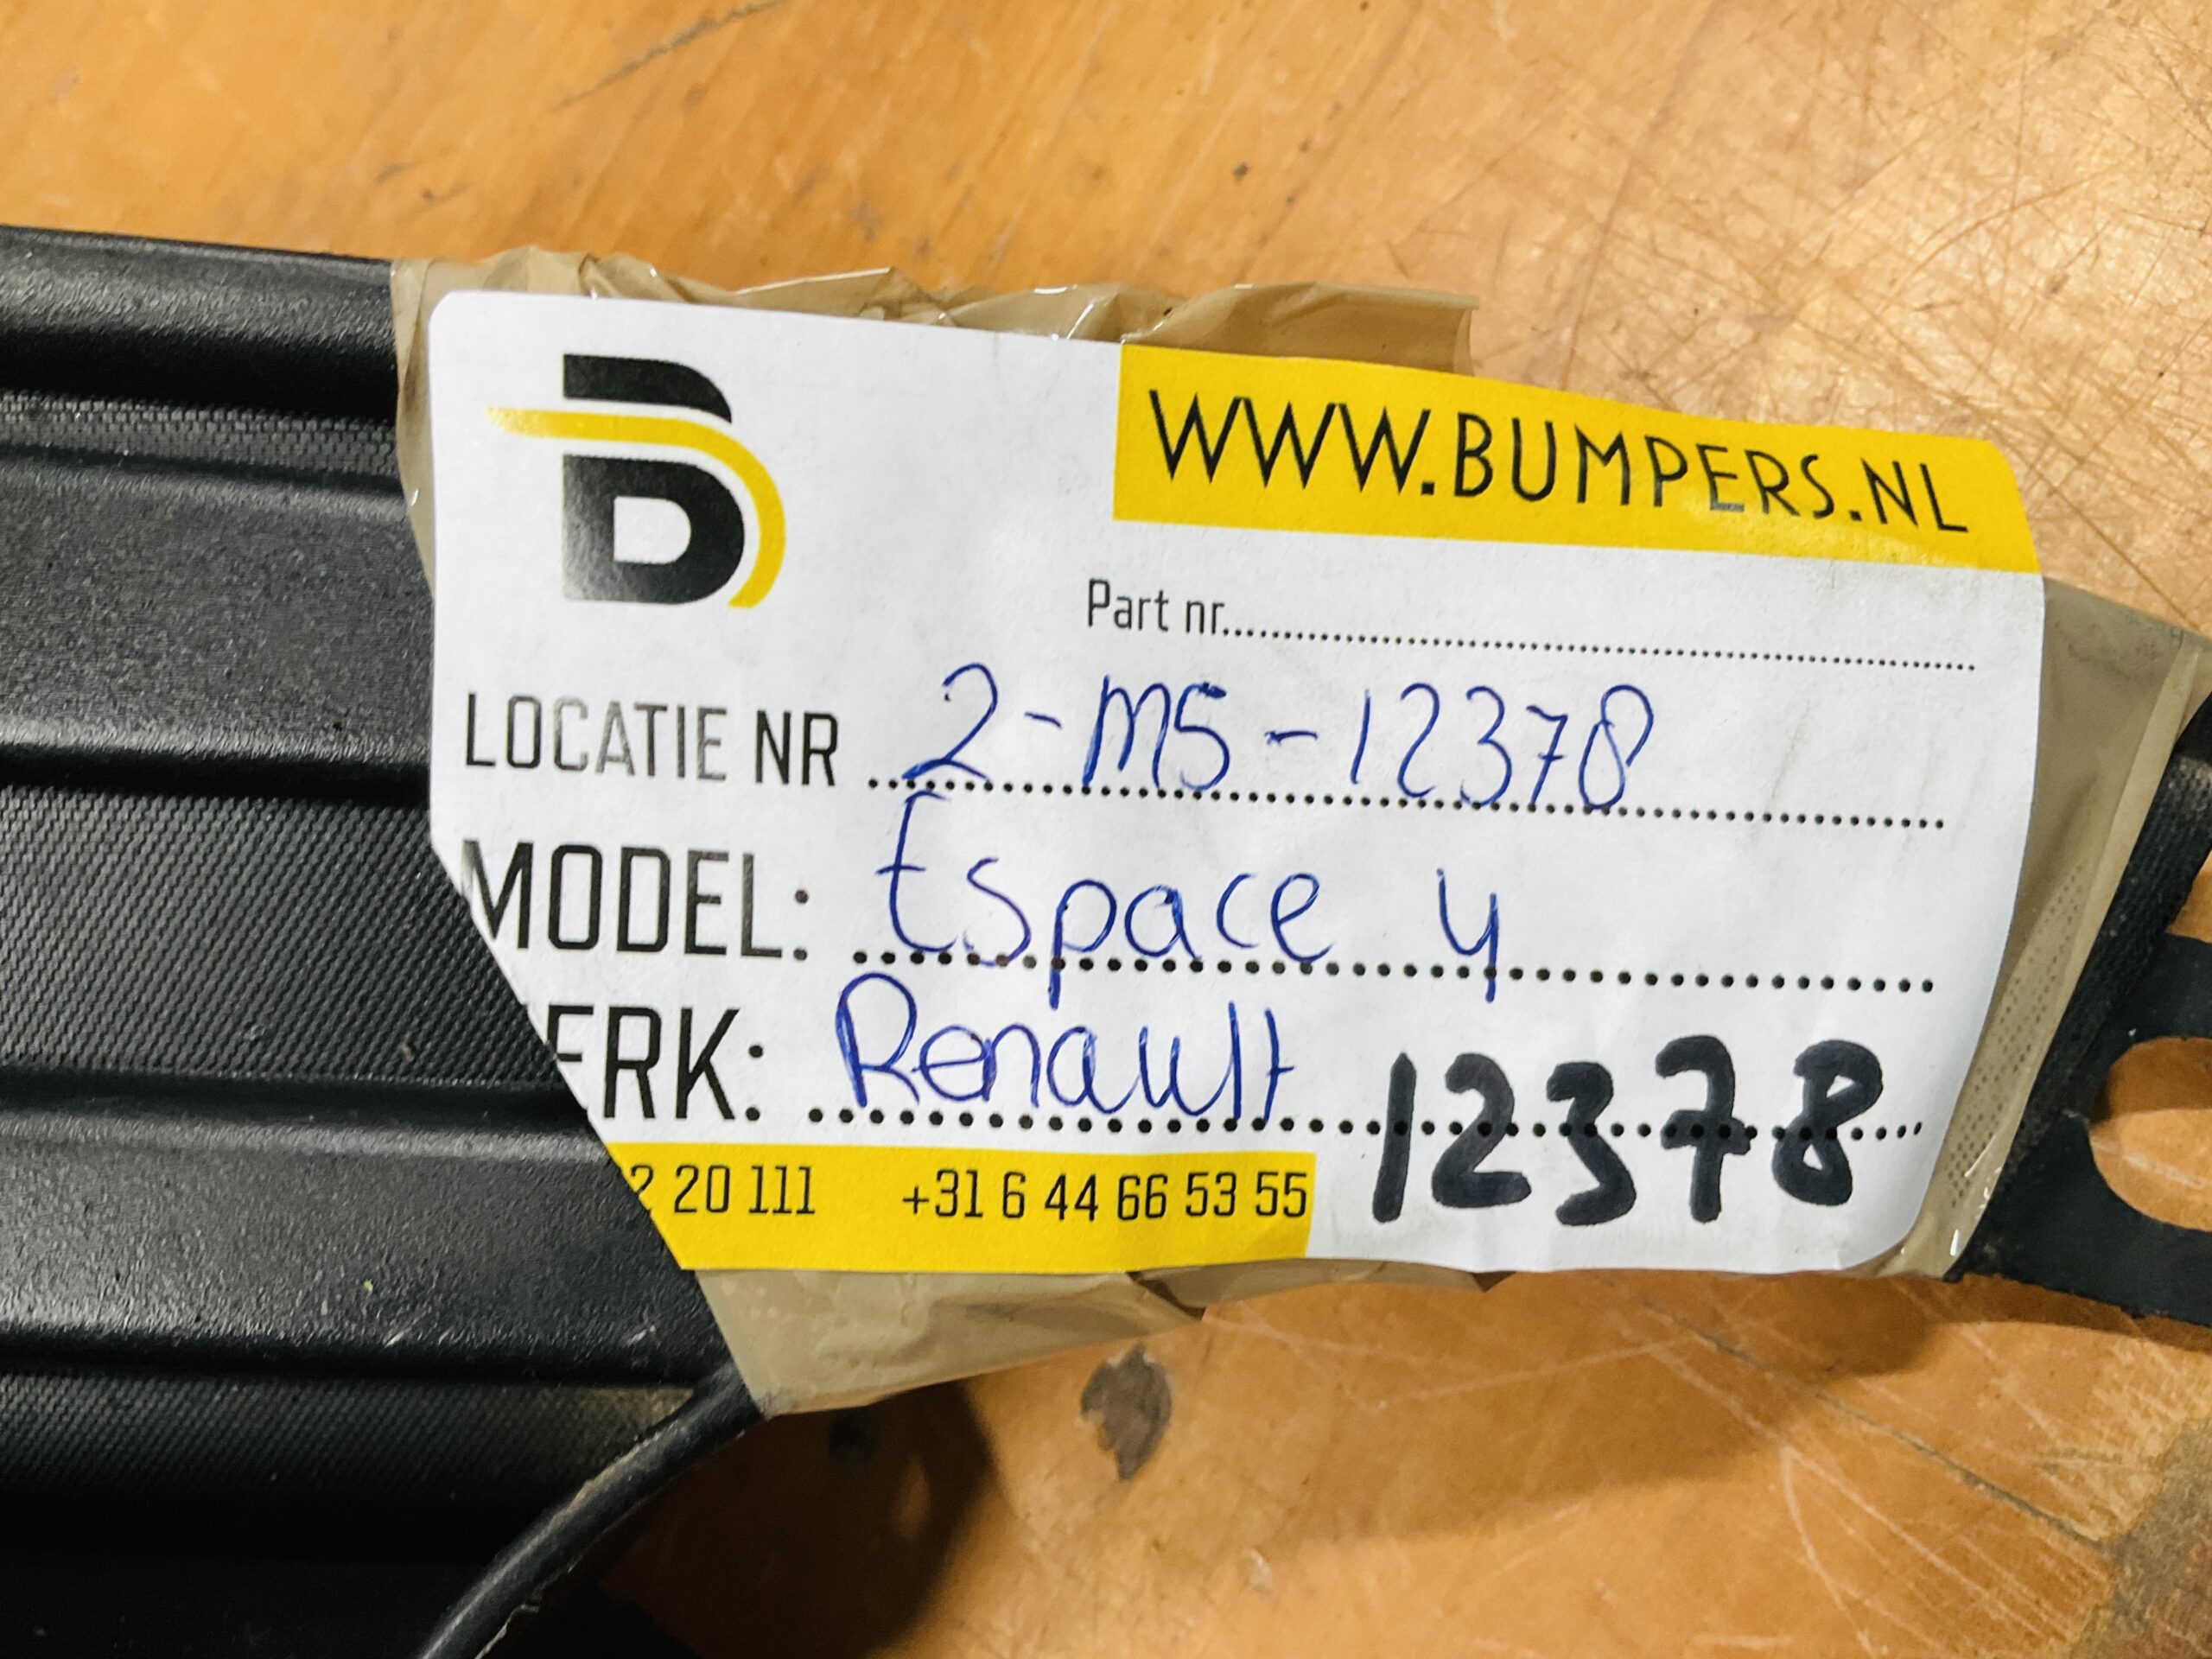 B
WWW.BUMPERS.NL
Part nr
LOCATIE NR 2-M5-12378
MODEL: Espace 4
ERK: Renault
12378
2 20 111 +31 6 44 66 53 55